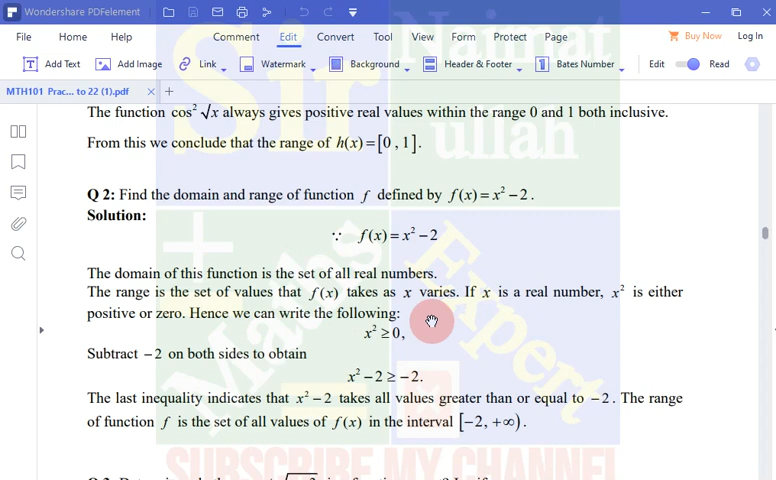 Wondershare PDFelement
File Home Help Comment Edit Convert Tool View Form Protect Page Buy Now Log In
Add Text Add Image Link Watermark Background Header & Footer Bates Number Edit Read
MTH101 Prac... to 22 (1).pdf
The function cos² √x always gives positive real values within the range 0 and 1 both inclusive.
From this we conclude that the range of h(x)=[0,1].
Q 2: Find the domain and range of function f defined by f(x)=x²−2.
Solution:
∵ f(x)=x²−2
The domain of this function is the set of all real numbers.
The range is the set of values that f(x) takes as x varies. If x is a real number, x² is either
positive or zero. Hence we can write the following:
x² ≥0,
Subtract −2 on both sides to obtain
x²−2≥−2.
The last inequality indicates that x²−2 takes all values greater than or equal to −2. The range
of function f is the set of all values of f(x) in the interval [−2,+∞).
Sir Naimat
ullah
Maths Expert
SUBSCRIBE MY CHANNEL